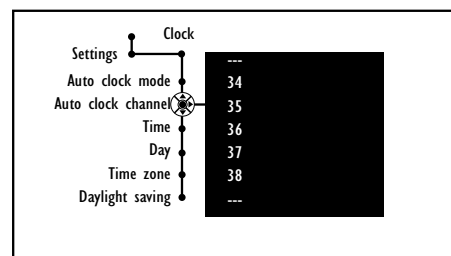 Clock
Settings
Auto clock mode
Auto clock channel
Time
Day
Time zone
Daylight saving
---
34
35
36
37
38
---